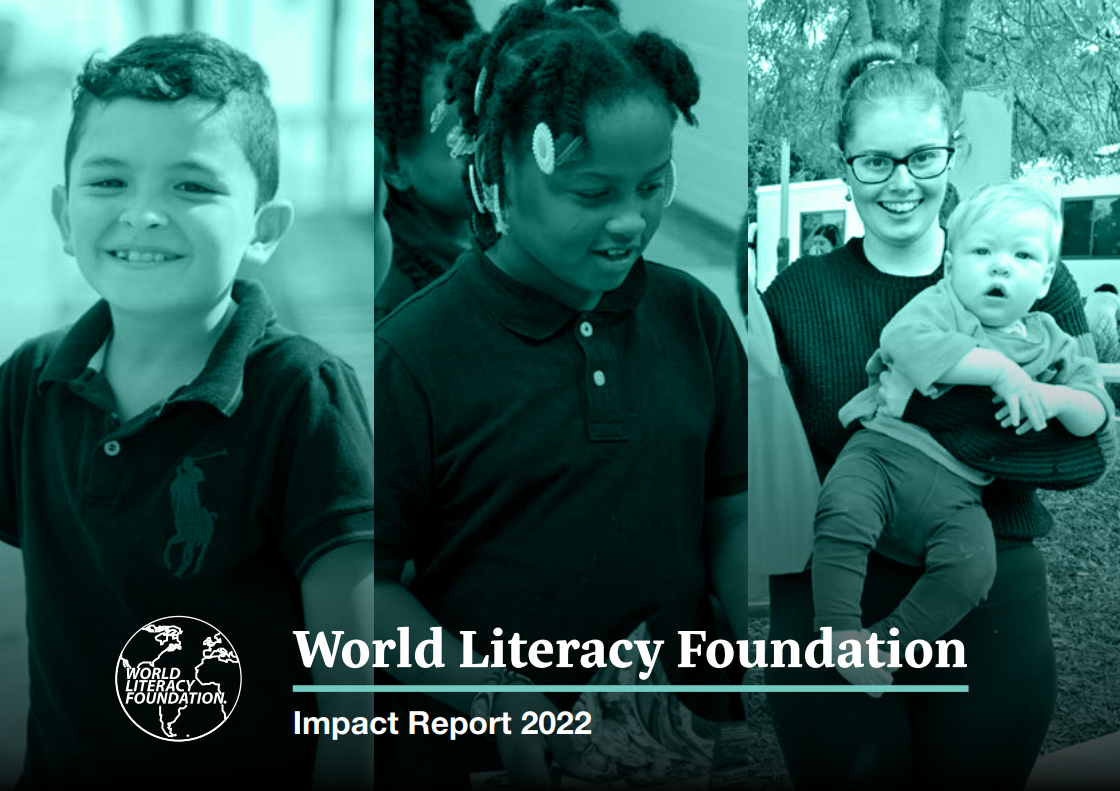 WORLD
LITERACY
FOUNDATION.
World Literacy Foundation
Impact Report 2022